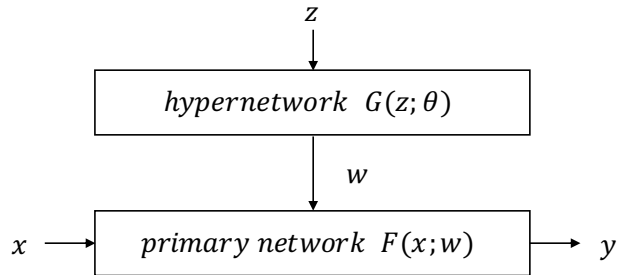 z
hypernetwork G(z; θ)
w
x
primary network F(x; w)
y